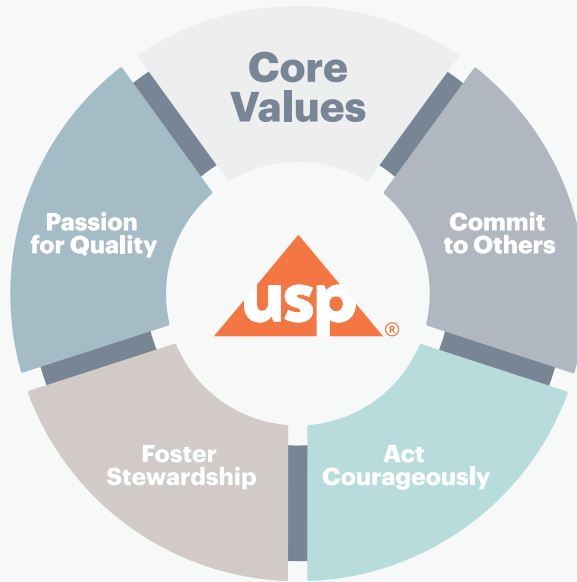 Core
Values
Passion
for Quality
Commit
to Others
usp®
Foster
Stewardship
Act
Courageously